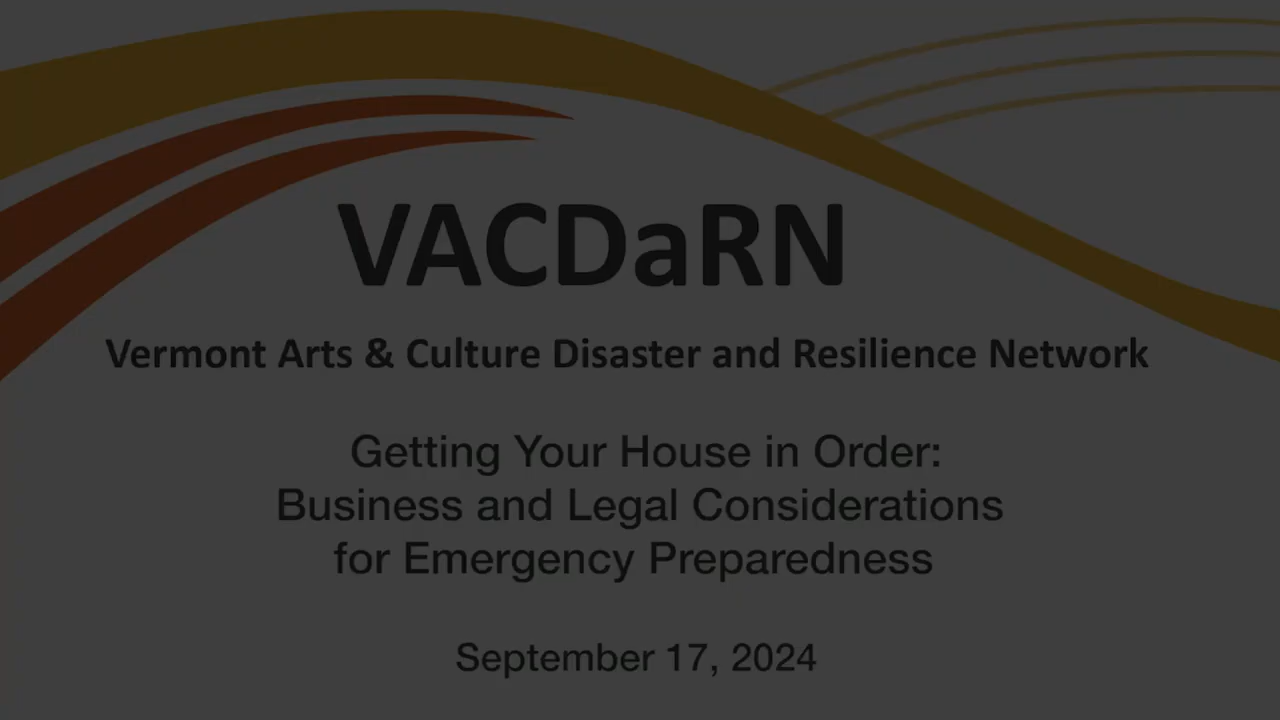 VACDaRN
Vermont Arts & Culture Disaster and Resilience Network
Getting Your House in Order:
Business and Legal Considerations
for Emergency Preparedness
September 17, 2024